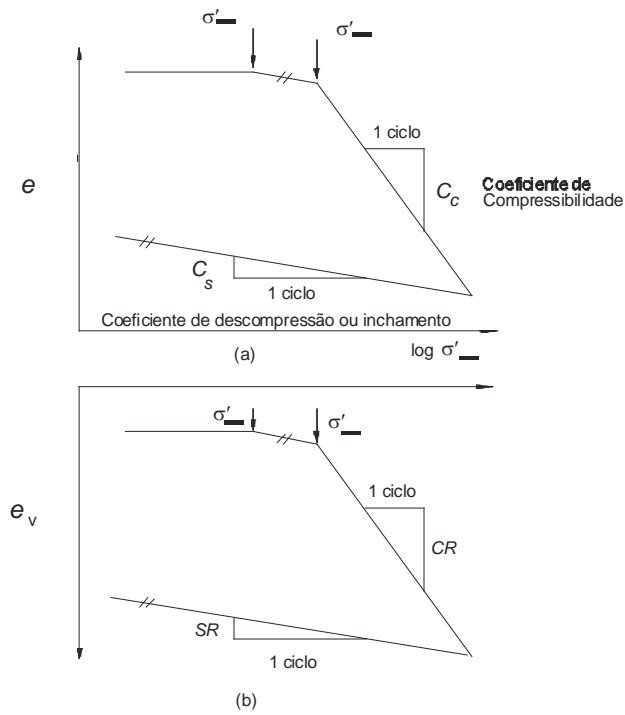 σ′
σ′
1 ciclo
e
C_c
Coeficiente de
Compressibilidade
C_s
1 ciclo
Coeficiente de descompressão ou inchamento
(a)
log σ′
σ′
σ′
1 ciclo
e_v
CR
SR
1 ciclo
(b)